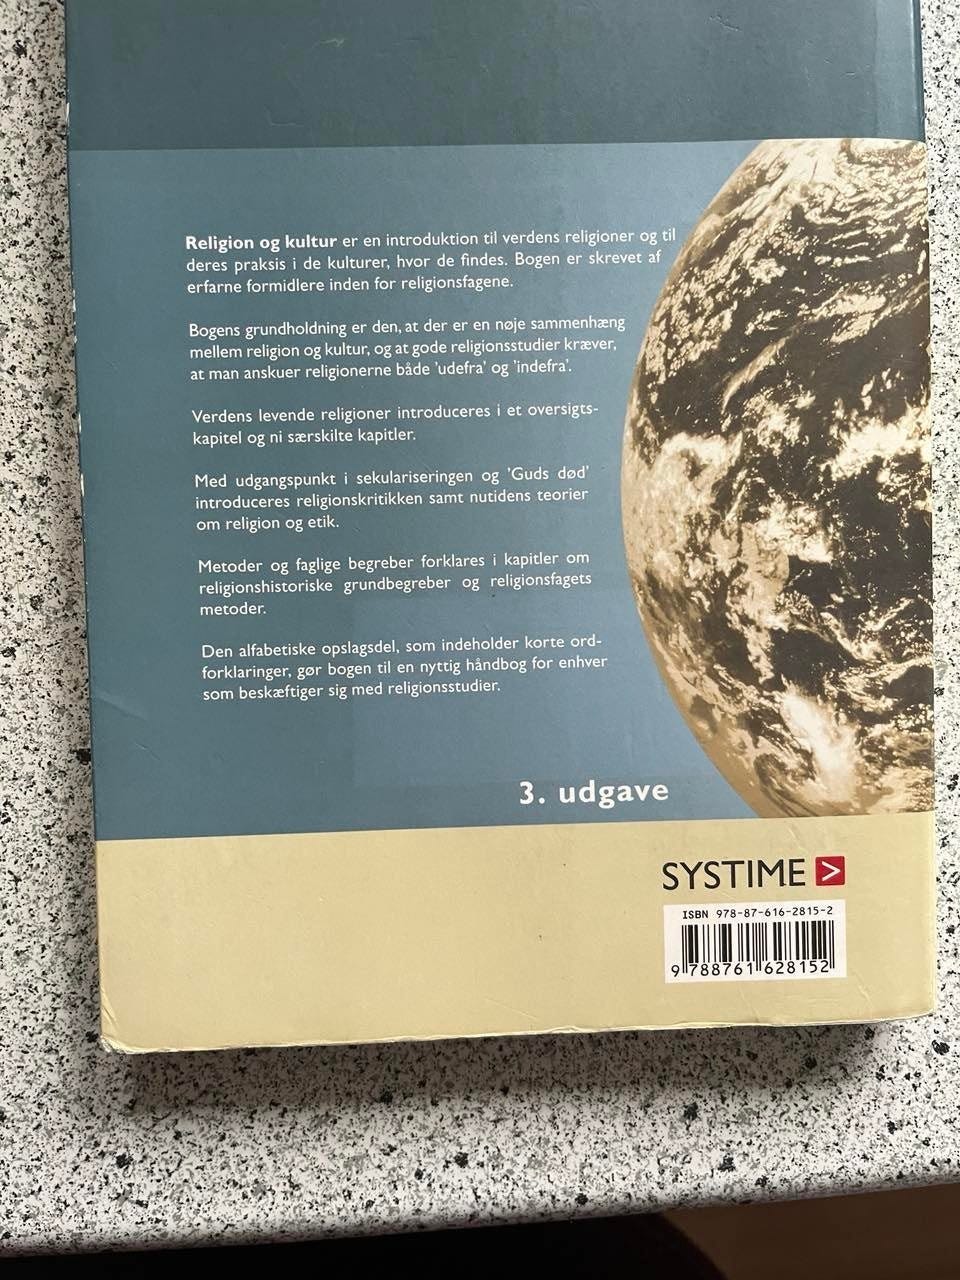 Religion og kultur er en introduktion til verdens religioner og til
deres praksis i de kulturer, hvor de findes. Bogen er skrevet af
erfarne formidlere inden for religionsfagene.
Bogens grundholdning er den, at der er en nøje sammenhæng
mellem religion og kultur, og at gode religionsstudier kræver,
at man anskuer religionerne både 'udefra' og 'indefra'.
Verdens levende religioner introduceres i et oversigts-
kapitel og ni særskilte kapitler.
Med udgangspunkt i sekulariseringen og 'Guds død'
introduceres religionskritikken samt nutidens teorier
om religion og etik.
Metoder og faglige begreber forklares i kapitler om
religionshistoriske grundbegreber og religionsfagets
metoder.
Den alfabetiske opslagsdel, som indeholder korte ord-
forklaringer, gør bogen til en nyttig håndbog for enhver
som beskæftiger sig med religionsstudier.
3. udgave
SYSTIME >
ISBN 978-87-616-2815-2
9 788761 628152